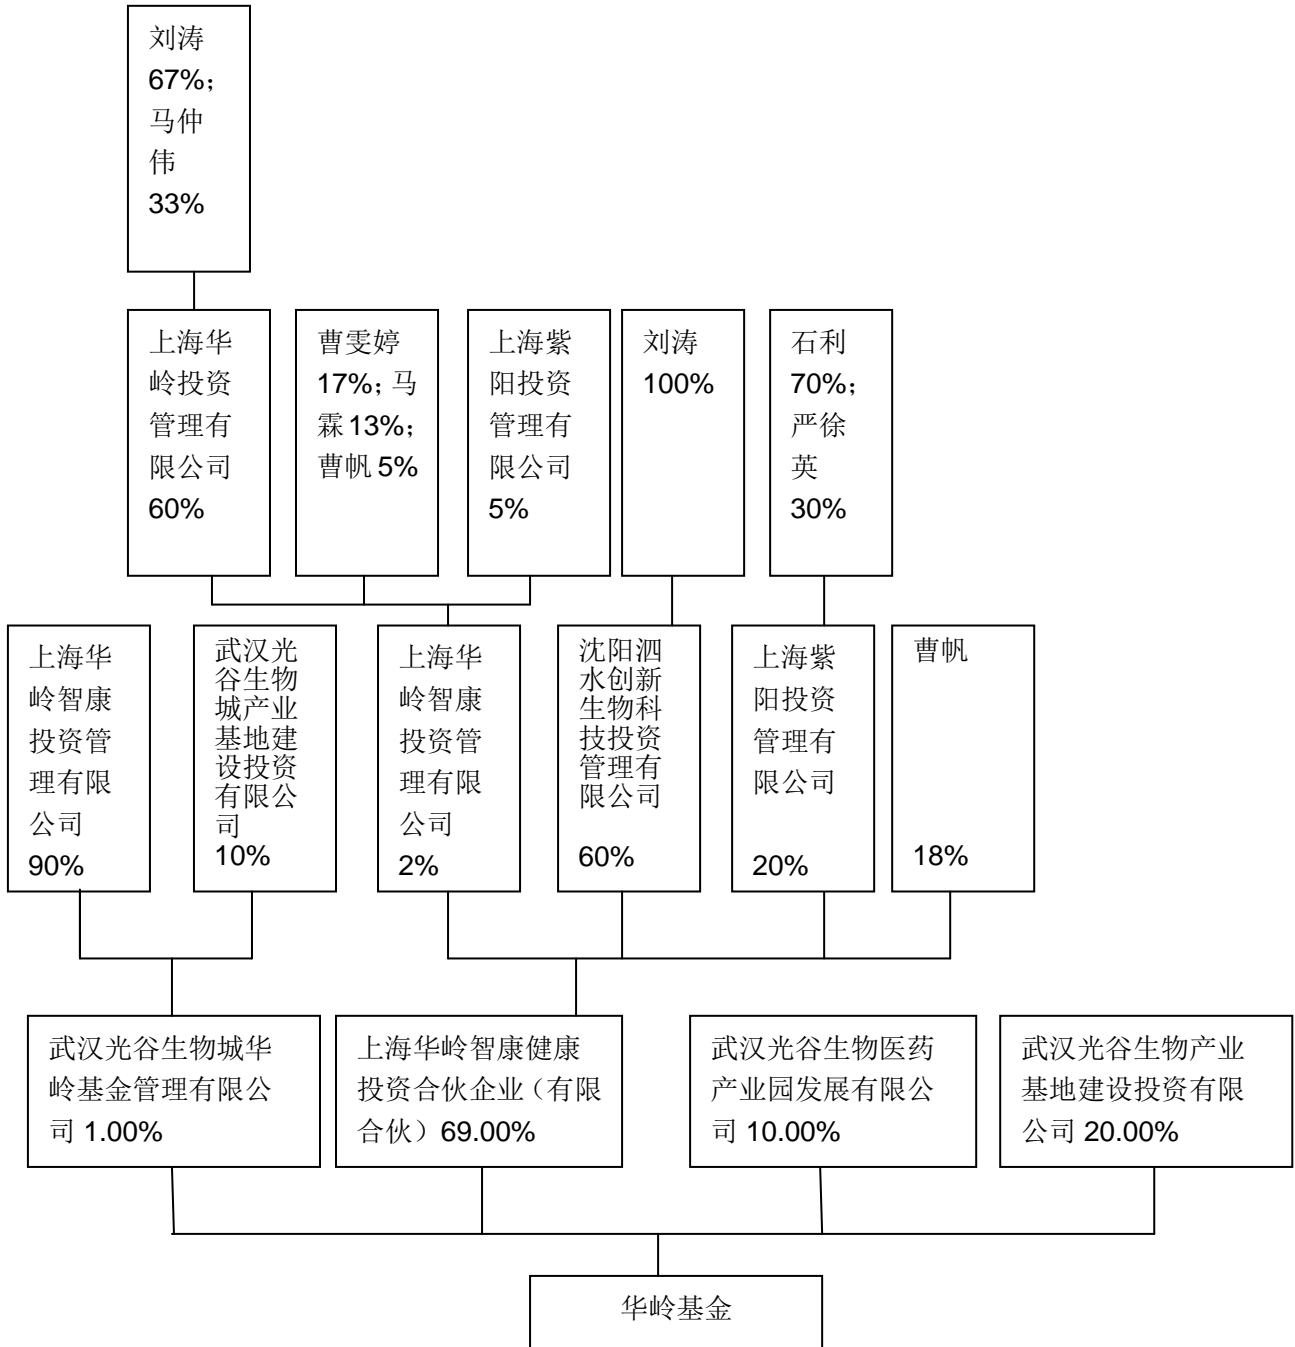 刘涛
67%；
马仲
伟
33%
上海华
岭投资
管理有
限公司
60%
曹雯婷
17%；马
霖 13%；
曹帆 5%
上海紫
阳投资
管理有
限公司
5%
刘涛
100%
石利
70%；
严徐
英
30%
上海华
岭智康
投资管
理有限
公司
90%
武汉光
谷生物
城产业
基地建
设投资
有限公
司
10%
上海华
岭智康
投资管
理有限
公司
2%
沈阳泗
水创新
生物科
技投资
管理有
限公司
60%
上海紫
阳投资
管理有
限公司
20%
曹帆
18%
武汉光谷生物城华
岭基金管理有限公
司 1.00%
上海华岭智康健康
投资合伙企业（有限
合伙）69.00%
武汉光谷生物医药
产业园发展有限公
司 10.00%
武汉光谷生物产业
基地建设投资有限
公司 20.00%
华岭基金